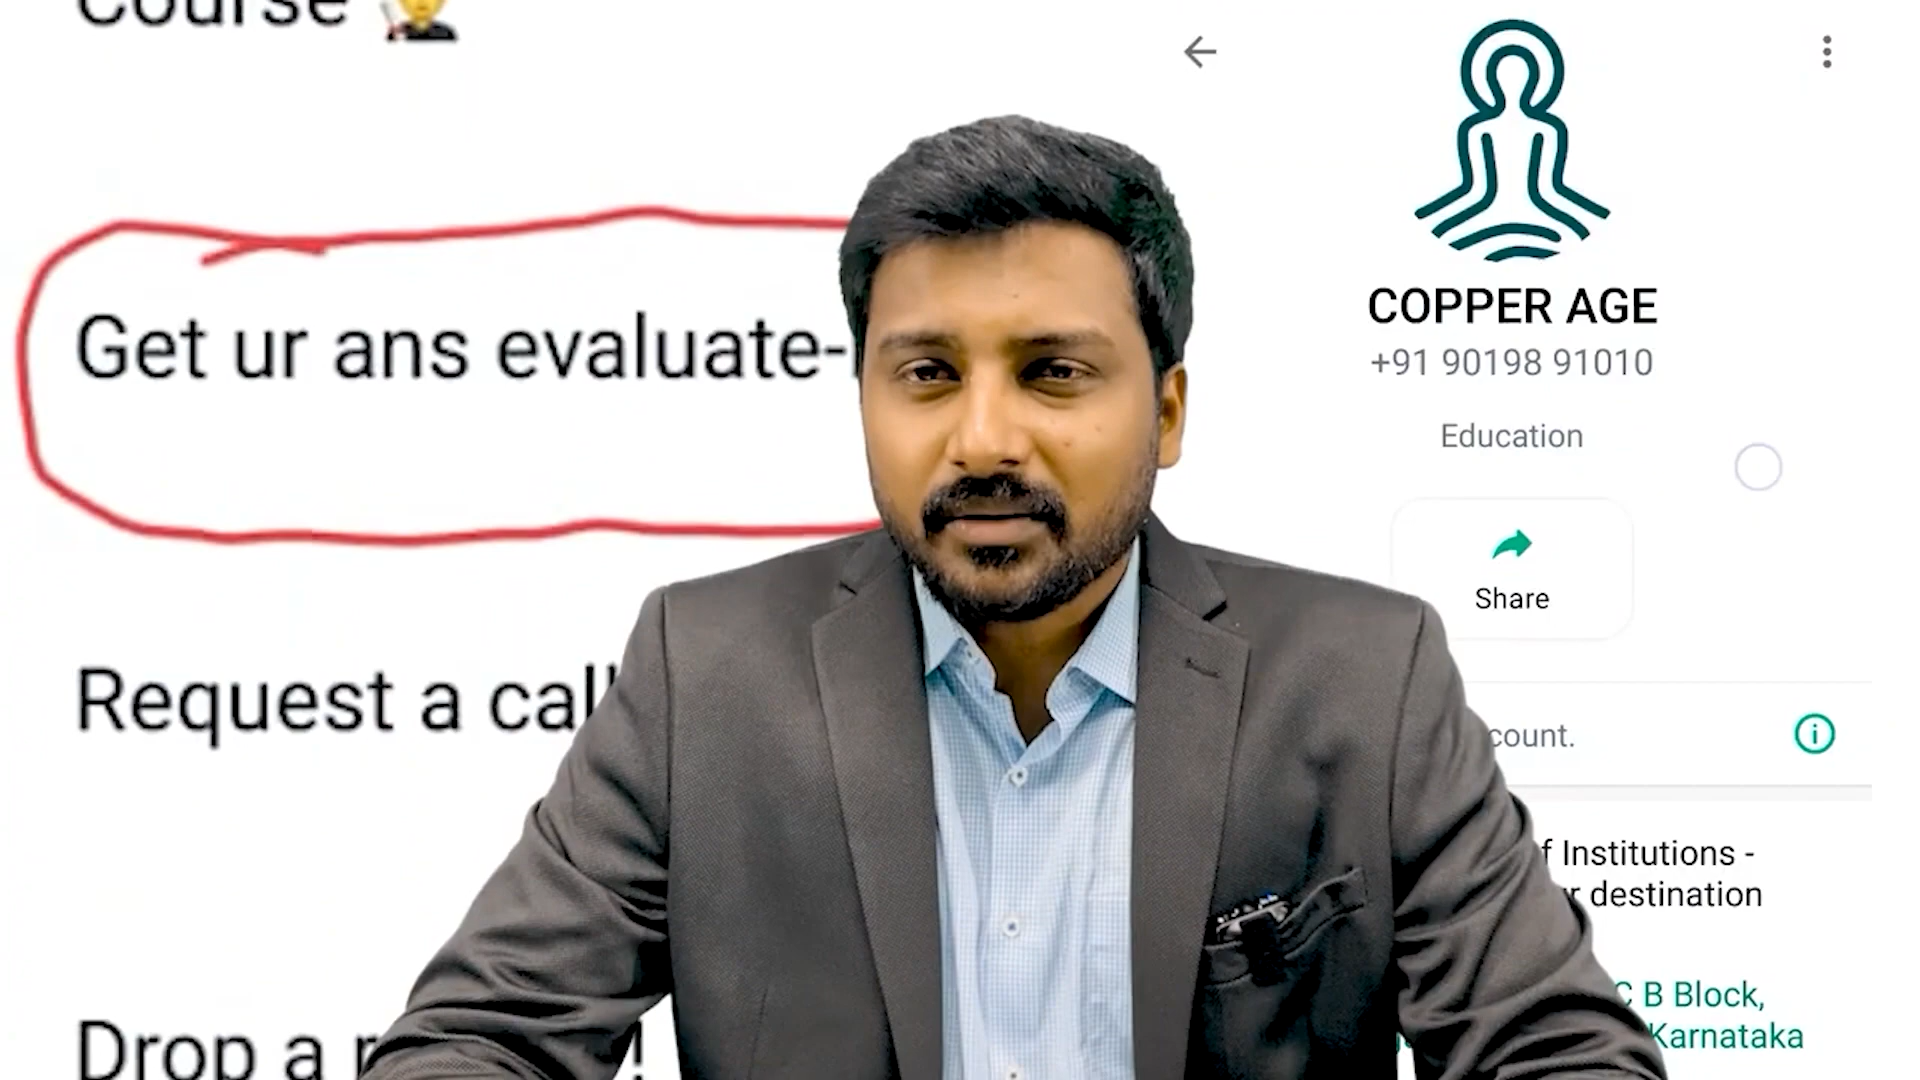 Course
Get ur ans evaluate-
Request a call
Drop a
!
COPPER AGE
+91 90198 91010
Education
Share
count.
f Institutions -
r destination
C B Block,
Karnataka